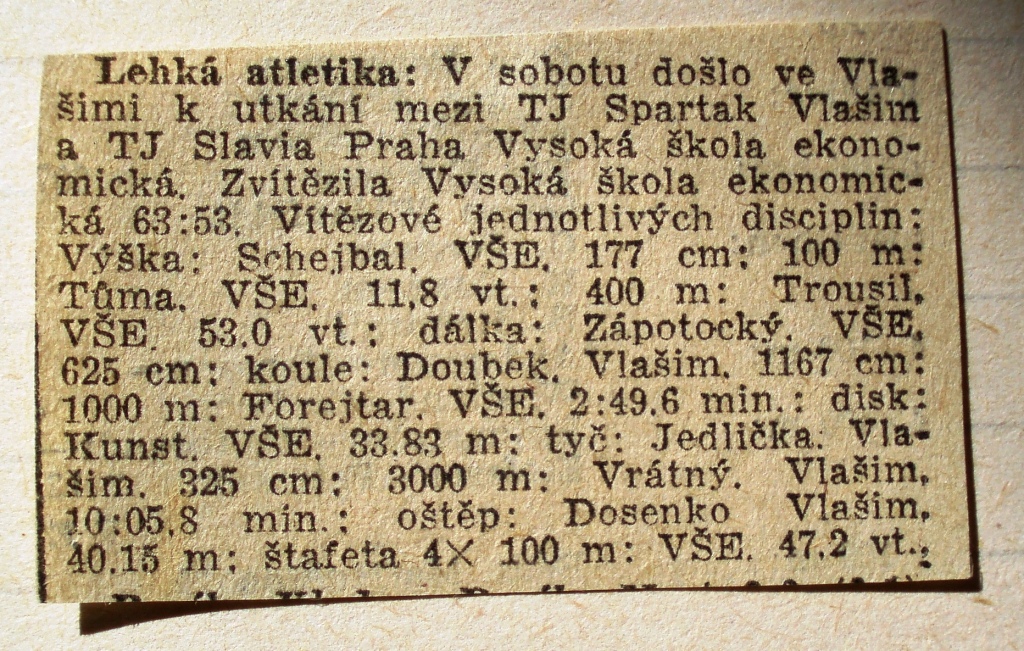 Lehká atletika: V sobotu došlo ve Vla-
šimi k utkání mezi TJ Spartak Vlašim
a TJ Slavia Praha Vysoká škola ekono-
mická. Zvítězila Vysoká škola ekonomic-
ká 63:53. Vítězové jednotlivých disciplin:
Výška: Schejbal, VŠE, 177 cm; 100 m:
Tůma, VŠE, 11,8 vt.; 400 m: Trousil,
VŠE, 53.0 vt.; dálka: Zápotocký, VŠE,
625 cm; koule: Doubek, Vlašim, 1167 cm;
1000 m: Forejtar, VŠE, 2:49.6 min.; disk:
Kunst, VŠE, 33.83 m; tyč: Jedlička, Vla-
šim, 325 cm; 3000 m: Vrátný, Vlašim,
10:05,8 min.; oštěp: Dosenko Vlašim,
40.15 m; štafeta 4× 100 m: VŠE, 47,2 vt.,